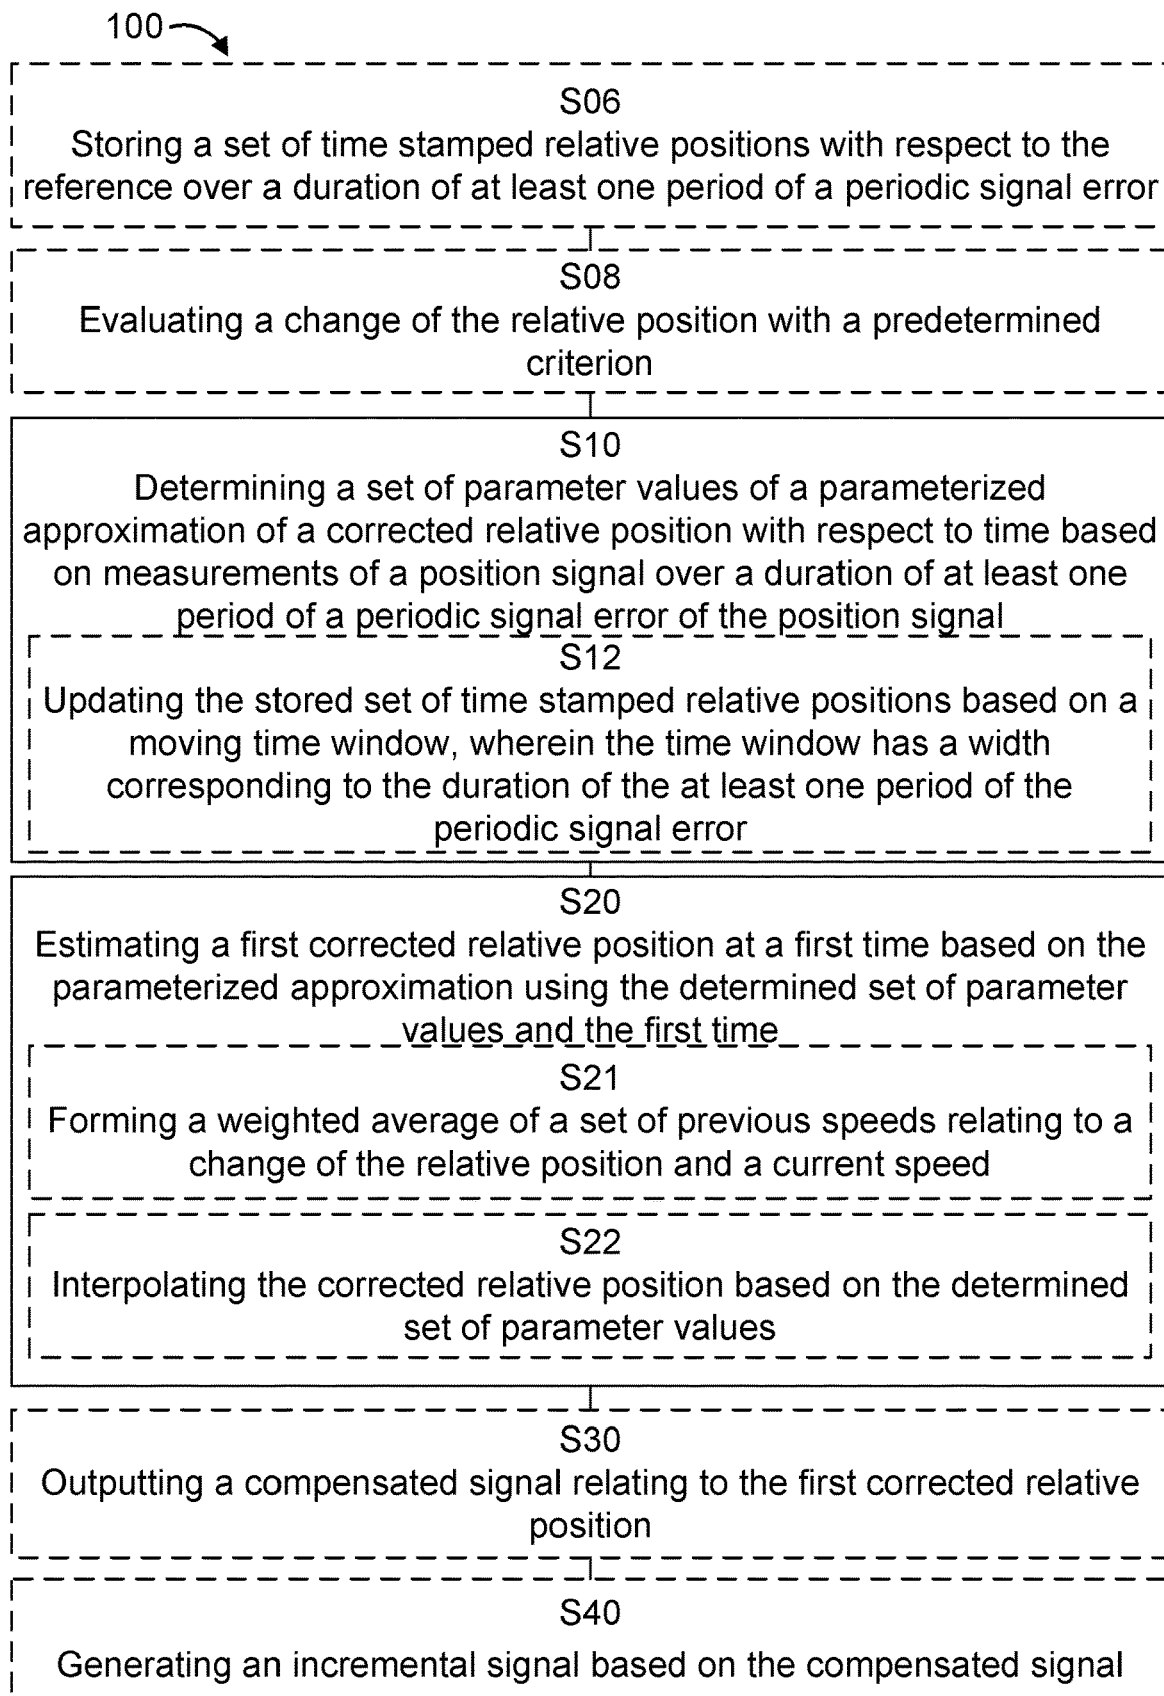 100
S06
Storing a set of time stamped relative positions with respect to the
reference over a duration of at least one period of a periodic signal error
S08
Evaluating a change of the relative position with a predetermined
criterion
S10
Determining a set of parameter values of a parameterized
approximation of a corrected relative position with respect to time based
on measurements of a position signal over a duration of at least one
period of a periodic signal error of the position signal
S12
Updating the stored set of time stamped relative positions based on a
moving time window, wherein the time window has a width
corresponding to the duration of the at least one period of the
periodic signal error
S20
Estimating a first corrected relative position at a first time based on the
parameterized approximation using the determined set of parameter
values and the first time
S21
Forming a weighted average of a set of previous speeds relating to a
change of the relative position and a current speed
S22
Interpolating the corrected relative position based on the determined
set of parameter values
S30
Outputting a compensated signal relating to the first corrected relative
position
S40
Generating an incremental signal based on the compensated signal